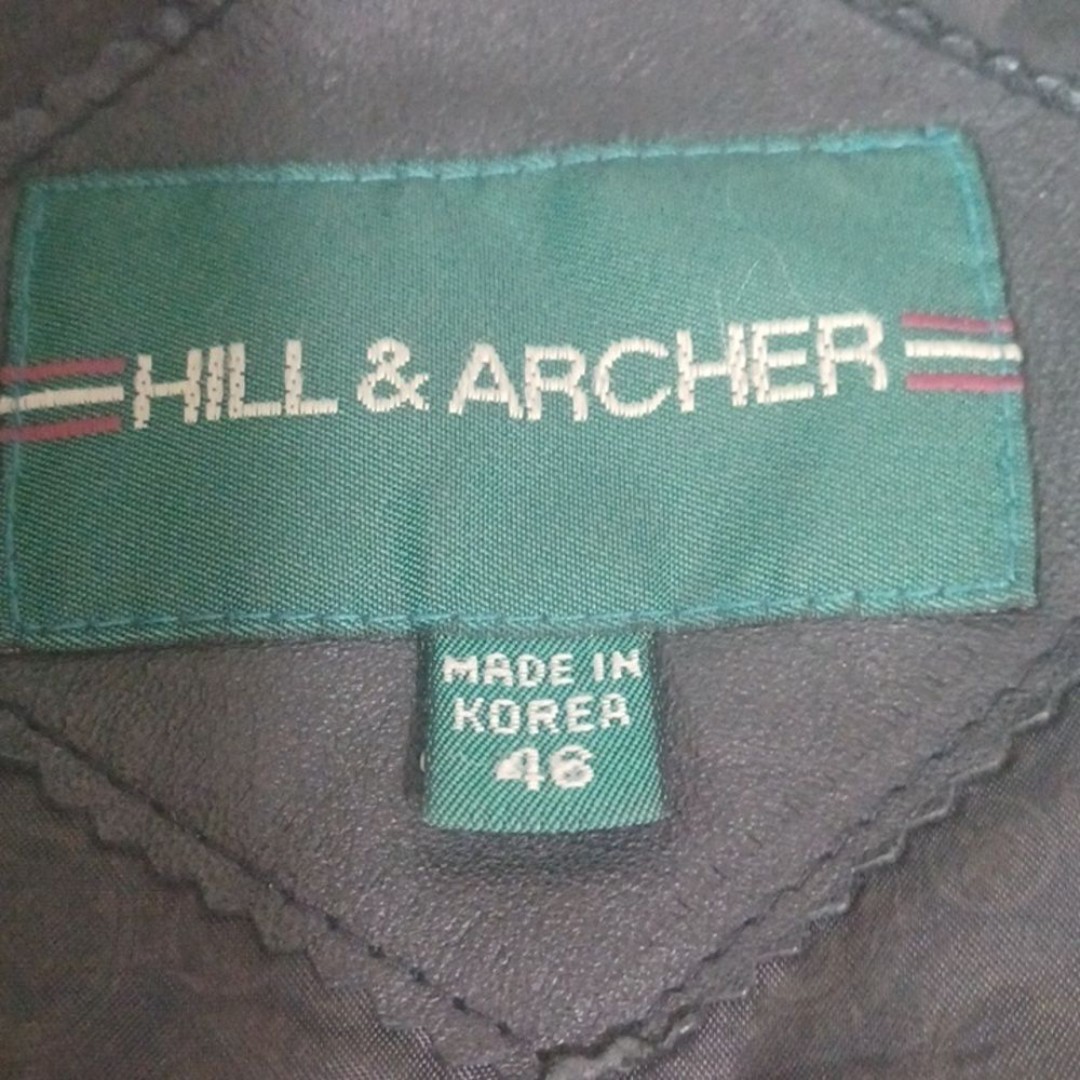 HILL & ARCHER
MADE IN
KOREA
46